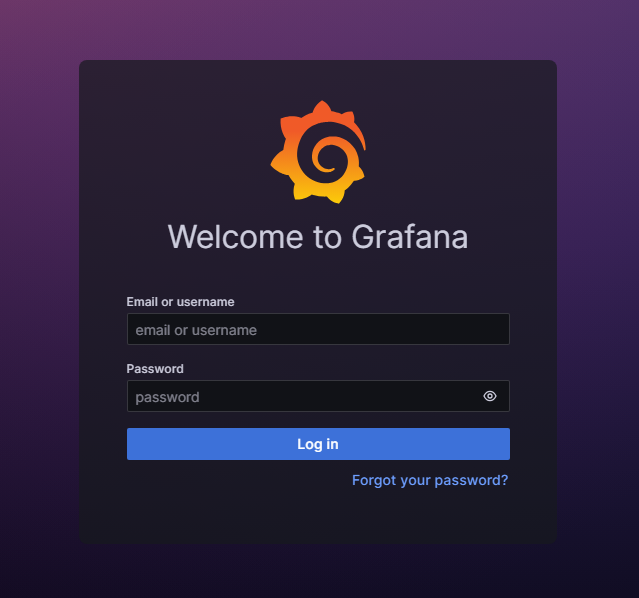 Welcome to Grafana
Email or username
email or username
Password
password
Log in
Forgot your password?